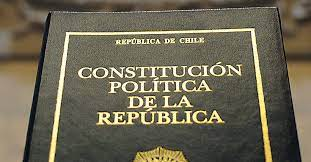 REPÚBLICA DE CHILE
CONSTITUCIÓN
POLÍTICA
DE LA
REPÚBLICA